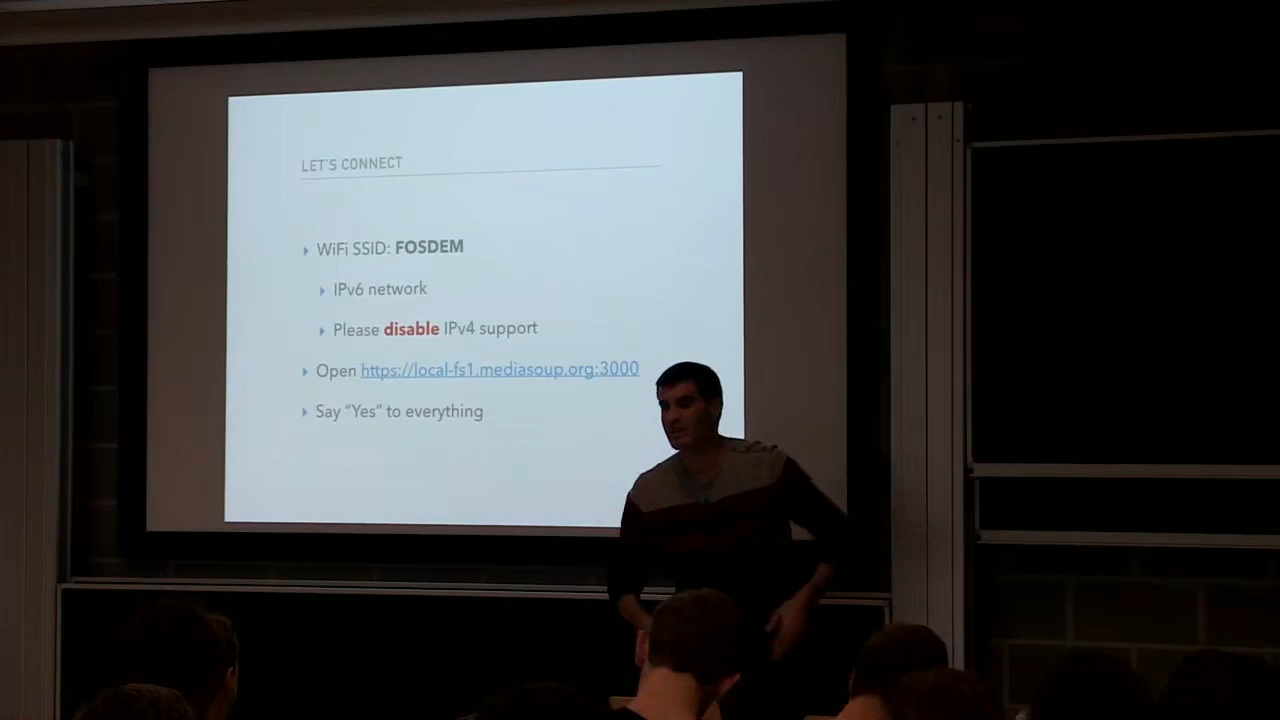 LET'S CONNECT
WiFi SSID: FOSDEM
IPv6 network
Please disable IPv4 support
Open https://local-fs1.mediasoup.org:3000
Say “Yes” to everything